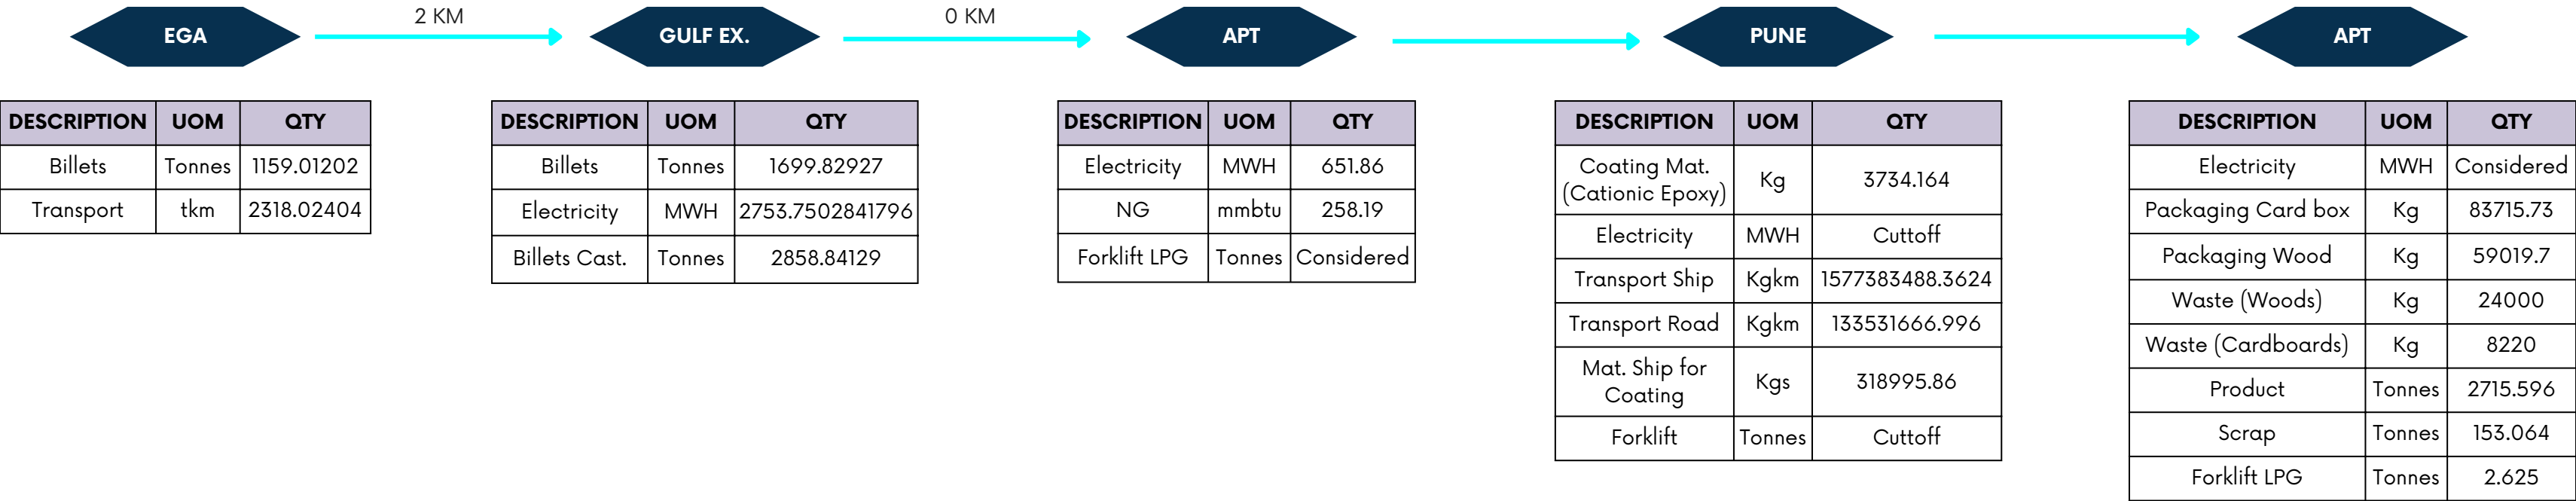 EGA
2 KM
GULF EX.
0 KM
APT
PUNE
APT
DESCRIPTION UOM QTY
Billets Tonnes 1159.01202
Transport tkm 2318.02404
DESCRIPTION UOM QTY
Billets Tonnes 1699.82927
Electricity MWH 2753.7502841796
Billets Cast. Tonnes 2858.84129
DESCRIPTION UOM QTY
Electricity MWH 651.86
NG mmbtu 258.19
Forklift LPG Tonnes Considered
DESCRIPTION UOM QTY
Coating Mat.
(Cationic Epoxy) Kg 3734.164
Electricity MWH Cuttoff
Transport Ship Kgkm 1577383488.3624
Transport Road Kgkm 133531666.996
Mat. Ship for
Coating Kgs 318995.86
Forklift Tonnes Cuttoff
DESCRIPTION UOM QTY
Electricity MWH Considered
Packaging Card box Kg 83715.73
Packaging Wood Kg 59019.7
Waste (Woods) Kg 24000
Waste (Cardboards) Kg 8220
Product Tonnes 2715.596
Scrap Tonnes 153.064
Forklift LPG Tonnes 2.625